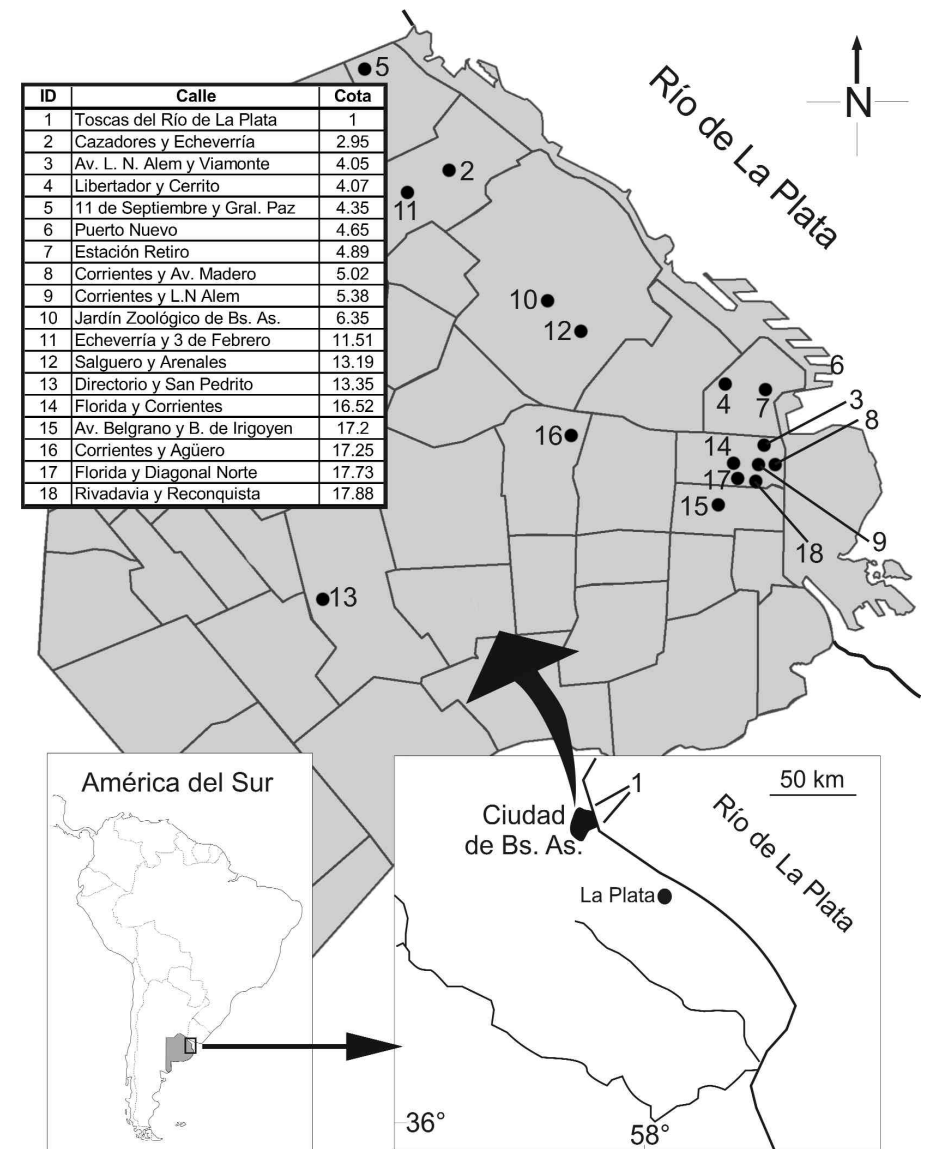 Río de La Plata
N
5
ID Calle Cota
1 Toscas del Río de La Plata 1
2 Cazadores y Echeverría 2.95
3 Av. L. N. Alem y Viamonte 4.05
4 Libertador y Cerrito 4.07
5 11 de Septiembre y Gral. Paz 4.35
6 Puerto Nuevo 4.65
7 Estación Retiro 4.89
8 Corrientes y Av. Madero 5.02
9 Corrientes y L.N Alem 5.38
10 Jardín Zoológico de Bs. As. 6.35
11 Echeverría y 3 de Febrero 11.51
12 Salguero y Arenales 13.19
13 Directorio y San Pedrito 13.35
14 Florida y Corrientes 16.52
15 Av. Belgrano y B. de Irigoyen 17.2
16 Corrientes y Agüero 17.25
17 Florida y Diagonal Norte 17.73
18 Rivadavia y Reconquista 17.88
2
11
10
12
6
4
7
3
8
16
14
17
15
18
9
13
América del Sur
50 km
1
Ciudad
de Bs. As.
Río de La Plata
La Plata
36°
58°